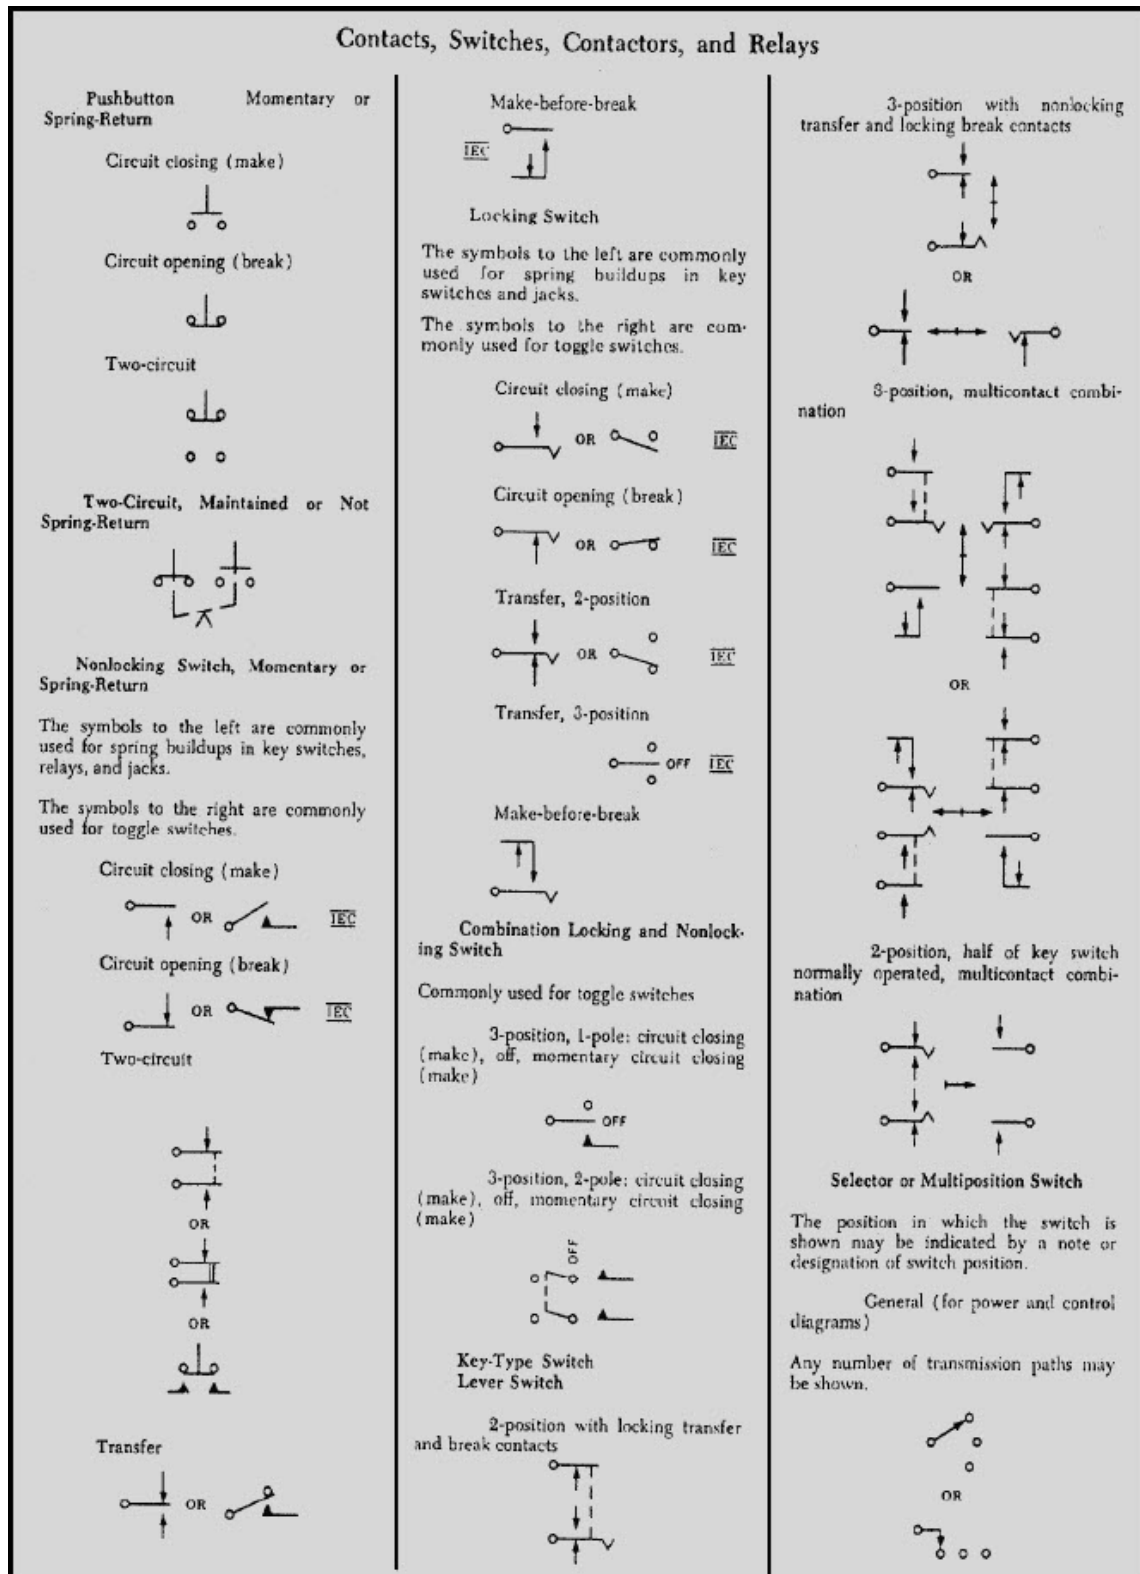 Contacts, Switches, Contactors, and Relays
Pushbutton Momentary or
Spring-Return
Circuit closing (make)
Circuit opening (break)
Two-circuit
Two-Circuit, Maintained or Not
Spring-Return
Nonlocking Switch, Momentary or
Spring-Return
The symbols to the left are commonly
used for spring buildups in key switches,
relays, and jacks.
The symbols to the right are commonly
used for toggle switches.
Circuit closing (make)
OR IEC
Circuit opening (break)
OR IEC
Two-circuit
OR
OR
Transfer
OR
Make-before-break
IEC
Locking Switch
The symbols to the left are commonly
used for spring buildups in key
switches and jacks.
The symbols to the right are com-
monly used for toggle switches.
Circuit closing (make)
OR IEC
Circuit opening (break)
OR IEC
Transfer, 2-position
OR IEC
Transfer, 3-position
OFF IEC
Make-before-break
Combination Locking and Nonlock-
ing Switch
Commonly used for toggle switches
3-position, 1-pole: circuit closing
(make), off, momentary circuit closing
(make)
OFF
3-position, 2-pole: circuit closing
(make), off, momentary circuit closing
(make)
OFF
Key-Type Switch
Lever Switch
2-position with locking transfer
and break contacts
3-position with nonlocking
transfer and locking break contacts
OR
3-position, multicontact combi-
nation
OR
2-position, half of key switch
normally operated, multicontact combi-
nation
Selector or Multiposition Switch
The position in which the switch is
shown may be indicated by a note or
designation of switch position.
General (for power and control
diagrams)
Any number of transmission paths may
be shown.
OR